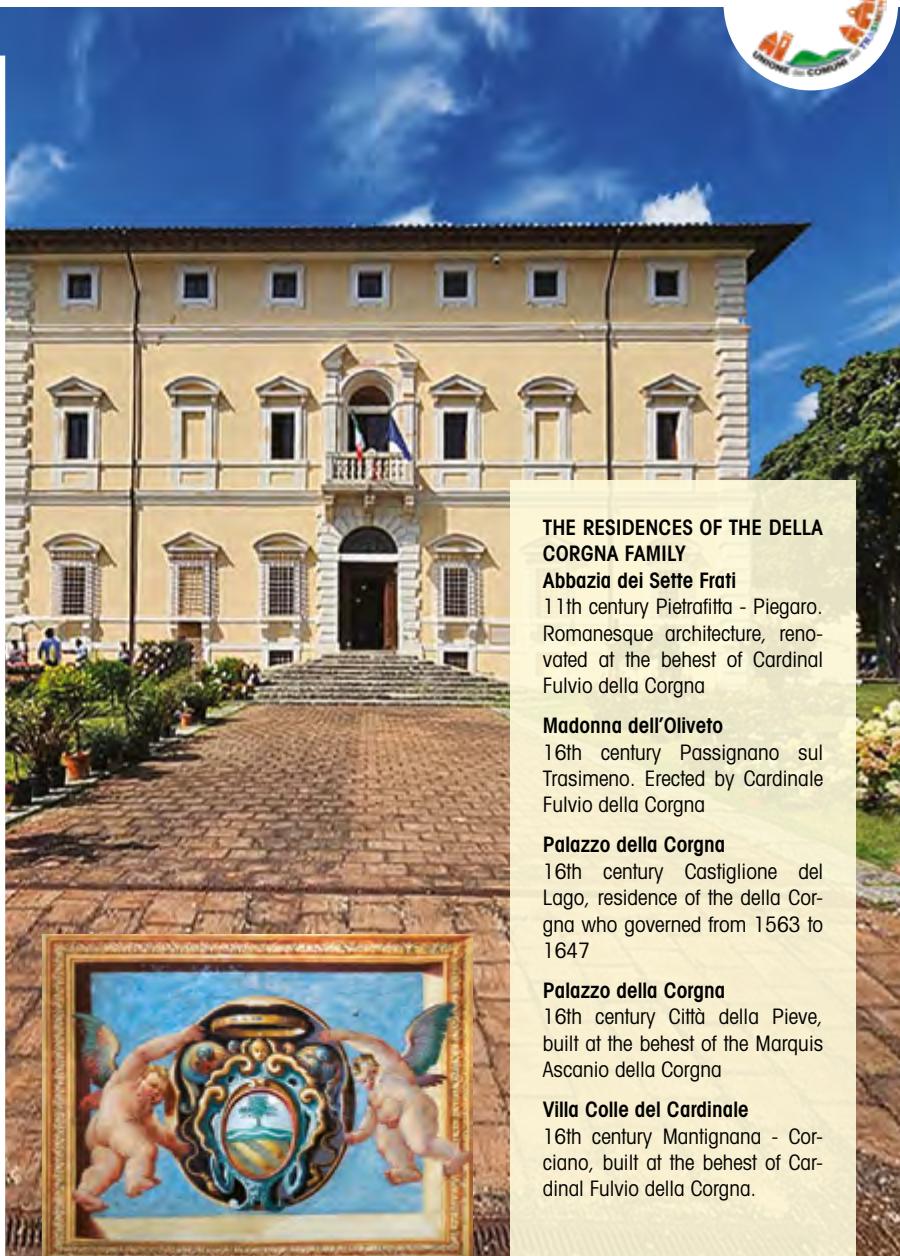 UNIONE dei COMUNI del TRASIMENO
THE RESIDENCES OF THE DELLA
CORGNA FAMILY
Abbazia dei Sette Frati
11th century Pietrafitta - Piegaro.
Romanesque architecture, reno-
vated at the behest of Cardinal
Fulvio della Corgna
Madonna dell'Oliveto
16th century Passignano sul
Trasimeno. Erected by Cardinale
Fulvio della Corgna
Palazzo della Corgna
16th century Castiglione del
Lago, residence of the della Cor-
gna who governed from 1563 to
1647
Palazzo della Corgna
16th century Città della Pieve,
built at the behest of the Marquis
Ascanio della Corgna
Villa Colle del Cardinale
16th century Mantignana - Cor-
ciano, built at the behest of Car-
dinal Fulvio della Corgna.